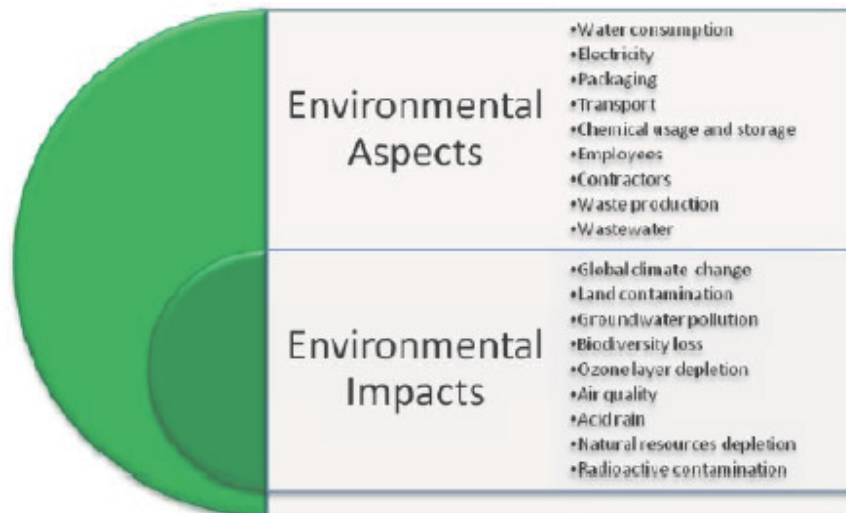 Environmental
Aspects
•Water consumption
•Electricity
•Packaging
•Transport
•Chemical usage and storage
•Employees
•Contractors
•Waste production
•Wastewater
Environmental
Impacts
•Global climate change
•Land contamination
•Groundwater pollution
•Biodiversity loss
•Ozone layer depletion
•Air quality
•Acid rain
•Natural resources depletion
•Radioactive contamination